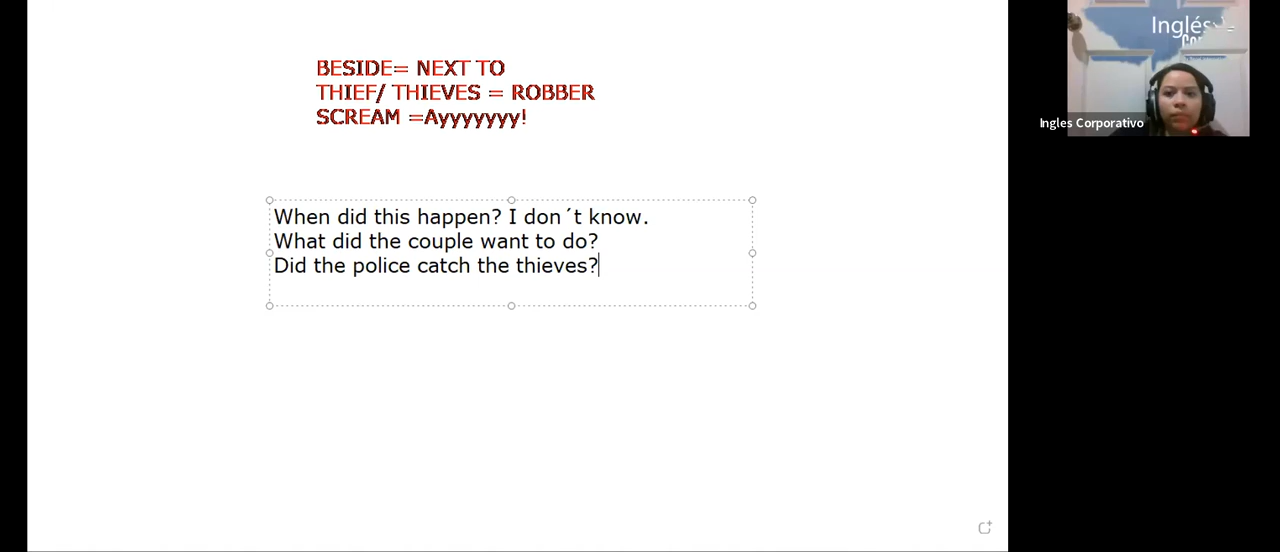 BESIDE= NEXT TO
THIEF/ THIEVES = ROBBER
SCREAM =Ayyyyyyy!
When did this happen? I don´t know.
What did the couple want to do?
Did the police catch the thieves?
Inglés
Ingles Corporativo